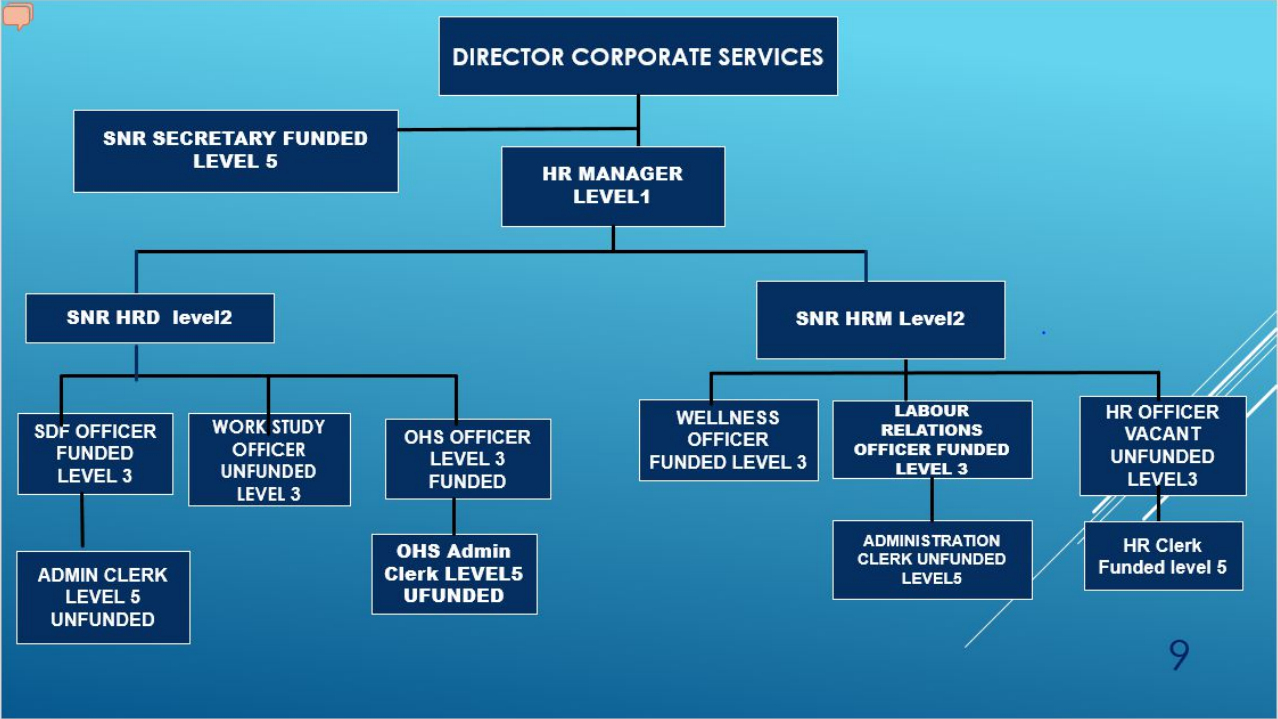 DIRECTOR CORPORATE SERVICES
SNR SECRETARY FUNDED
LEVEL 5
HR MANAGER
LEVEL1
SNR HRD  level2
SNR HRM Level2
SDF OFFICER
FUNDED
LEVEL 3
WORK STUDY
OFFICER
UNFUNDED
LEVEL 3
OHS OFFICER
LEVEL 3
FUNDED
WELLNESS
OFFICER
FUNDED LEVEL 3
LABOUR
RELATIONS
OFFICER FUNDED
LEVEL 3
HR OFFICER
VACANT
UNFUNDED
LEVEL3
ADMIN CLERK
LEVEL 5
UNFUNDED
OHS Admin
Clerk LEVEL5
UFUNDED
ADMINISTRATION
CLERK UNFUNDED
LEVEL5
HR Clerk
Funded level 5
9